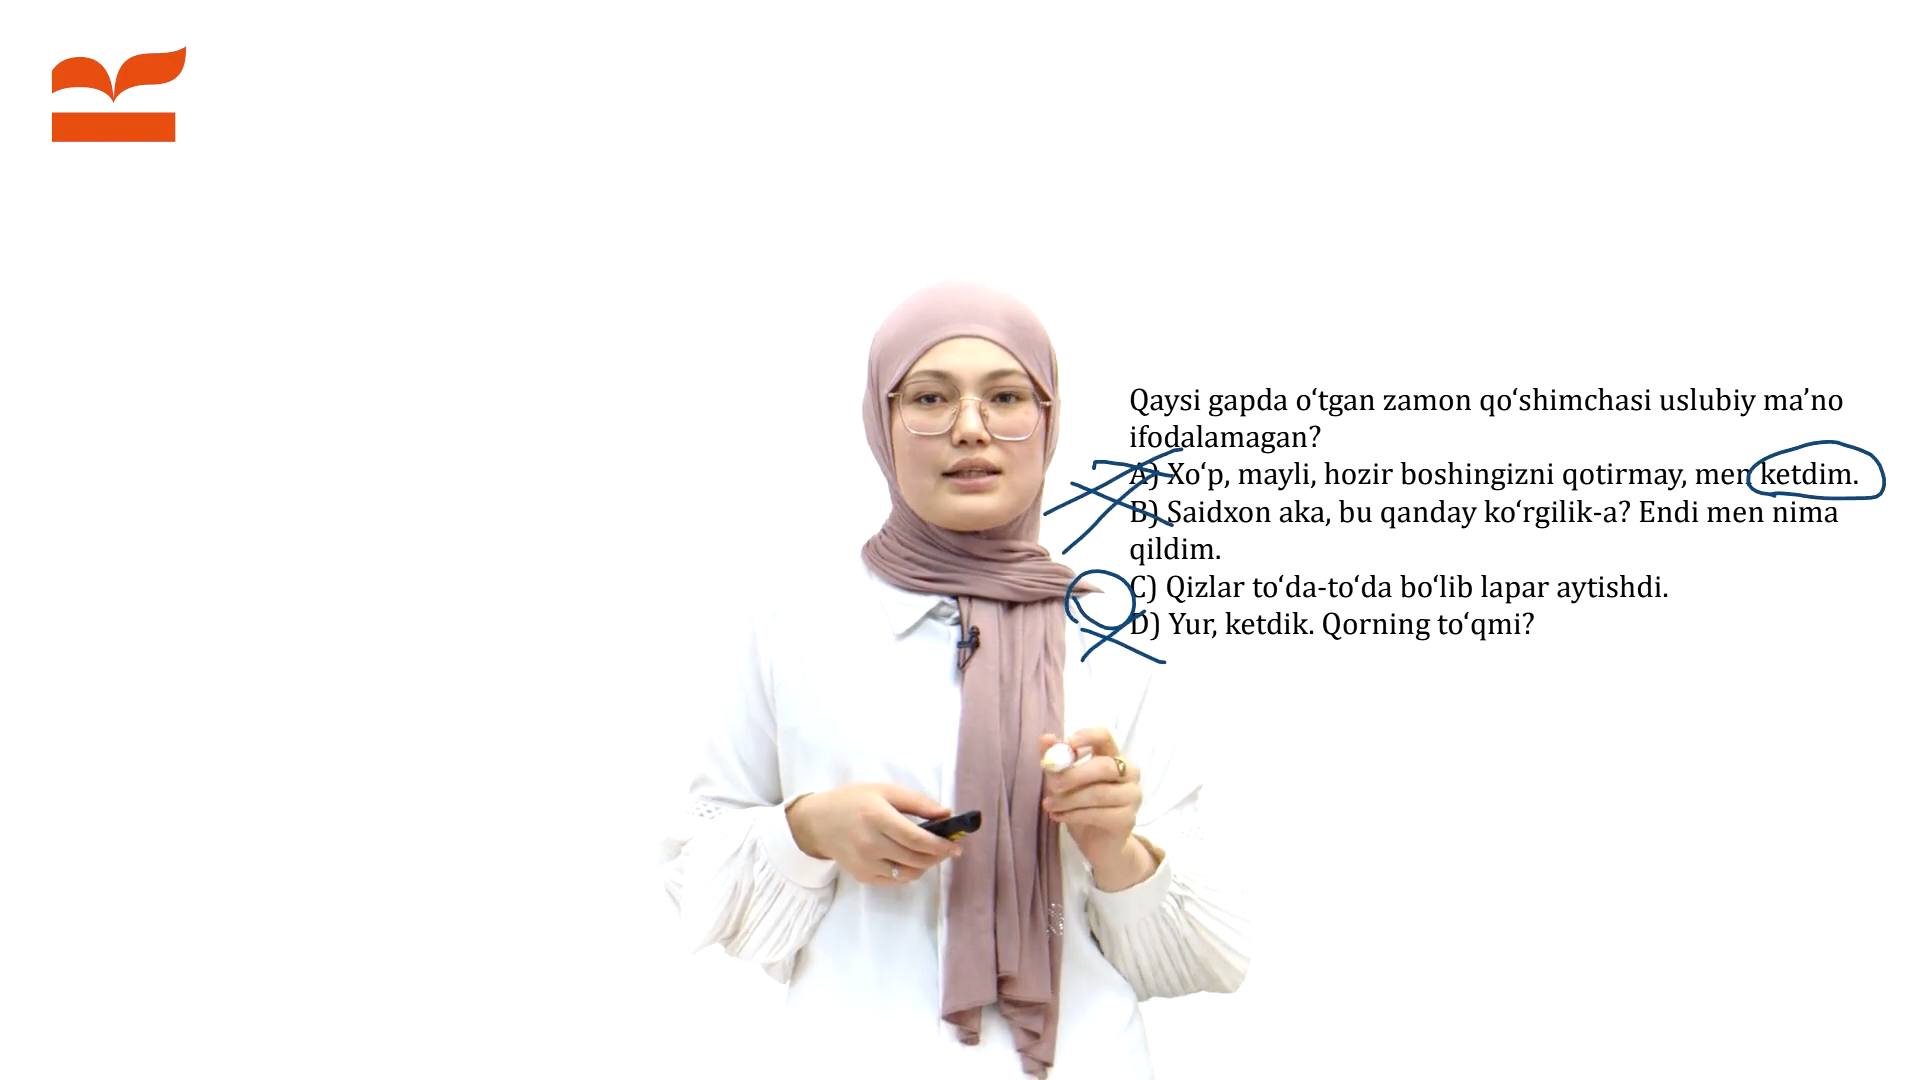 Qaysi gapda o‘tgan zamon qo‘shimchasi uslubiy ma’no
ifodalamagan?
A) Xo‘p, mayli, hozir boshingizni qotirmay, men ketdim.
B) Saidxon aka, bu qanday ko‘rgilik-a? Endi men nima
qildim.
C) Qizlar to‘da-to‘da bo‘lib lapar aytishdi.
D) Yur, ketdik. Qorning to‘qmi?